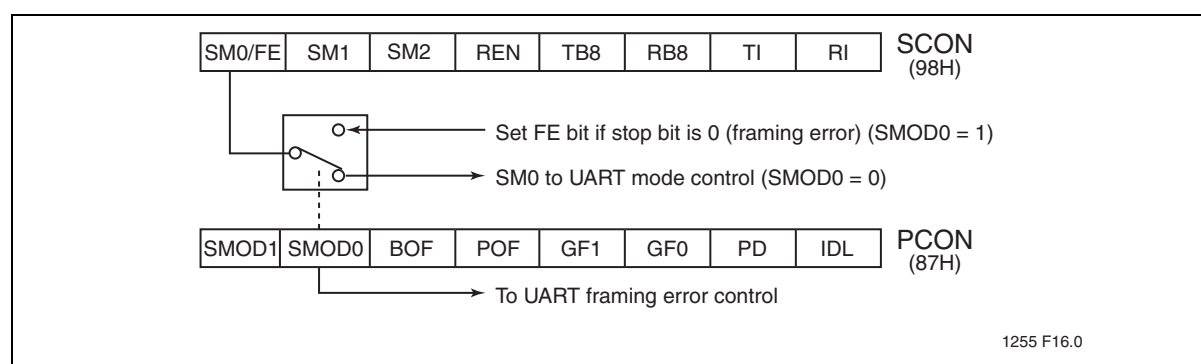 SM0/FE SM1 SM2 REN TB8 RB8 TI RI SCON
(98H)
Set FE bit if stop bit is 0 (framing error) (SMOD0 = 1)
SM0 to UART mode control (SMOD0 = 0)
SMOD1 SMOD0 BOF POF GF1 GF0 PD IDL PCON
(87H)
To UART framing error control
1255 F16.0